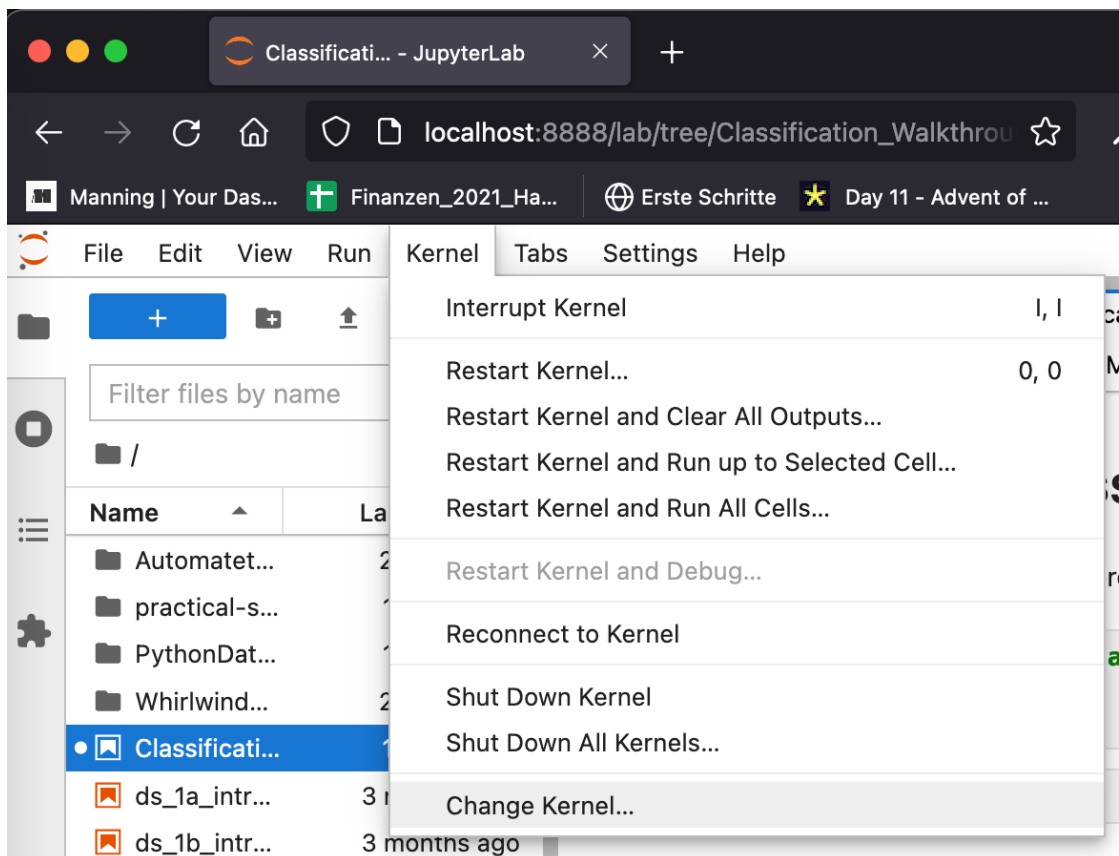 Classificati... - JupyterLab
localhost:8888/lab/tree/Classification_Walkthrou
Manning | Your Das... Finanzen_2021_Ha... Erste Schritte Day 11 - Advent of ...
File Edit View Run Kernel Tabs Settings Help
Interrupt Kernel I, I
Restart Kernel... 0, 0
Filter files by name
Restart Kernel and Clear All Outputs...
/
Restart Kernel and Run up to Selected Cell...
Name La
Restart Kernel and Run All Cells...
Automatet... 2
Restart Kernel and Debug...
practical-s...
Reconnect to Kernel
PythonDat...
Whirlwind... 2
Shut Down Kernel
Classificati... 1
Shut Down All Kernels...
ds_1a_intr... 3
Change Kernel...
ds_1b_intr... 3 months ago